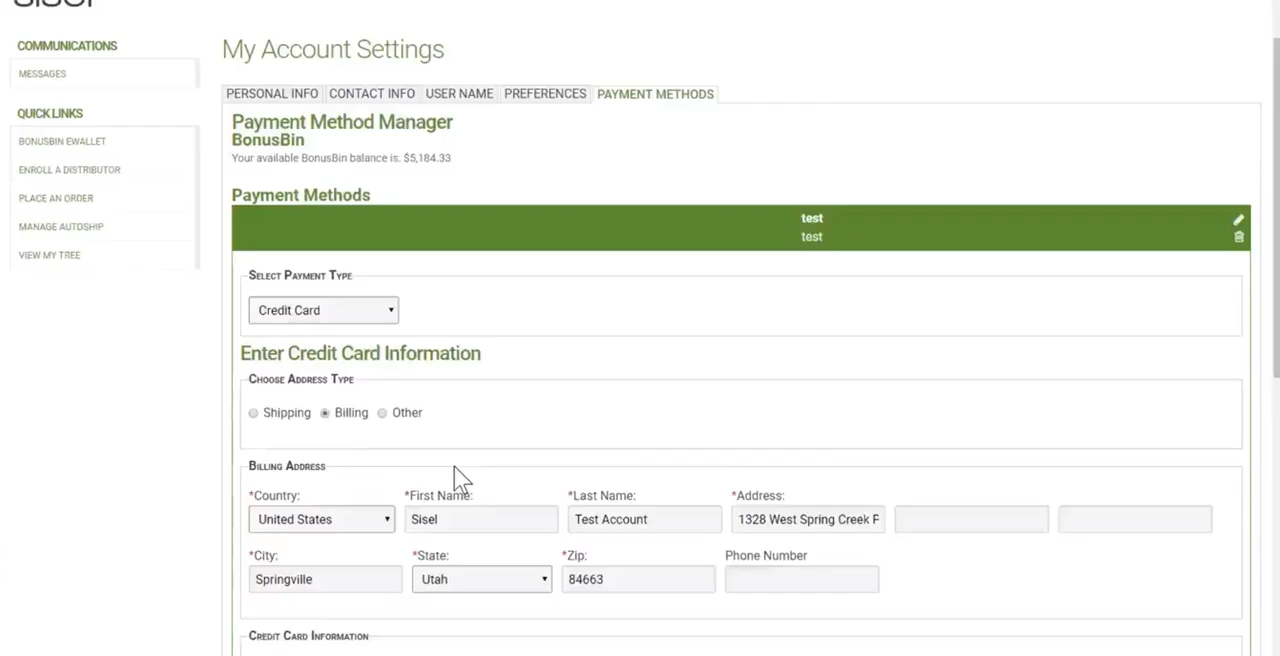 COMMUNICATIONS
MESSAGES
QUICK LINKS
BONUSBIN EWALLET
ENROLL A DISTRIBUTOR
PLACE AN ORDER
MANAGE AUTOSHIP
VIEW MY TREE
My Account Settings
PERSONAL INFO CONTACT INFO USER NAME PREFERENCES PAYMENT METHODS
Payment Method Manager
BonusBin
Your available BonusBin balance is. $5,184.33
Payment Methods
test
test
SELECT PAYMENT TYPE
Credit Card
Enter Credit Card Information
CHOOSE ADDRESS TYPE
Shipping Billing Other
BILLING ADDRESS
*Country: *First Name: *Last Name: *Address:
United States Sisel Test Account 1328 West Spring Creek P
*City: *State: *Zip: Phone Number
Springville Utah 84663
CREDIT CARD INFORMATION